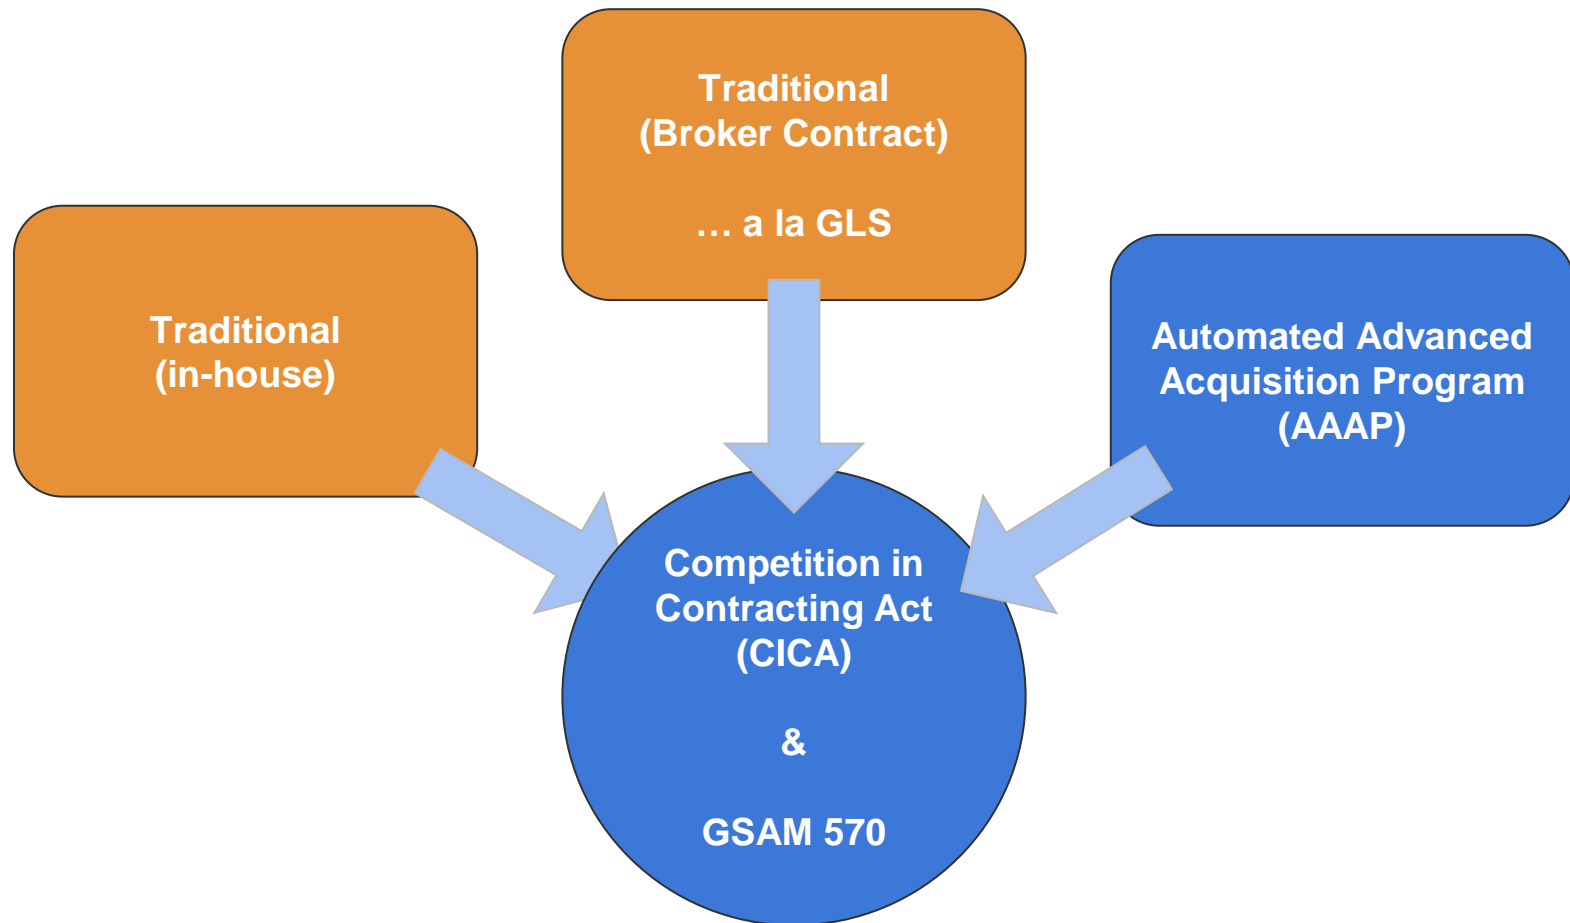 Traditional
(Broker Contract)
… a la GLS
Traditional
(in-house)
Automated Advanced
Acquisition Program
(AAAP)
Competition in
Contracting Act
(CICA)
&
GSAM 570